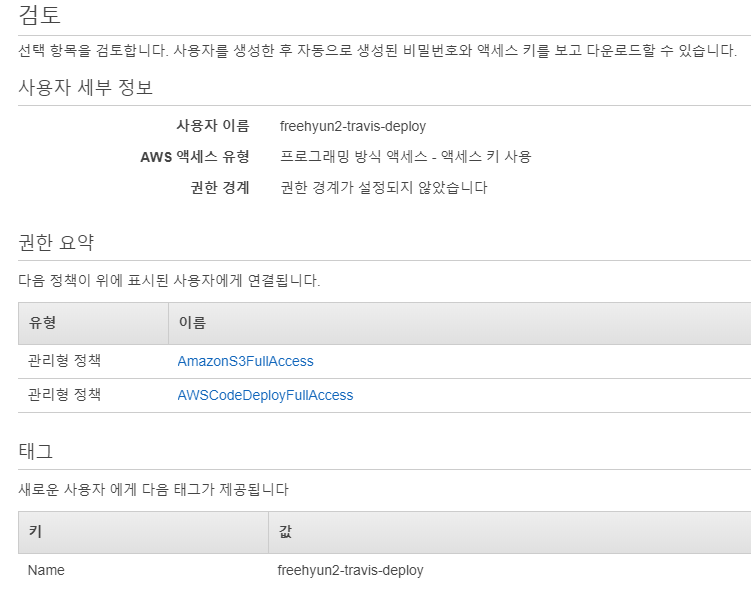 검토
선택 항목을 검토합니다. 사용자를 생성한 후 자동으로 생성된 비밀번호와 액세스 키를 보고 다운로드할 수 있습니다.
사용자 세부 정보
사용자 이름 freehyun2-travis-deploy
AWS 액세스 유형 프로그래밍 방식 액세스 - 액세스 키 사용
권한 경계 권한 경계가 설정되지 않았습니다
권한 요약
다음 정책이 위에 표시된 사용자에게 연결됩니다.
유형 이름
관리형 정책 AmazonS3FullAccess
관리형 정책 AWSCodeDeployFullAccess
태그
새로운 사용자 에게 다음 태그가 제공됩니다
키 값
Name freehyun2-travis-deploy